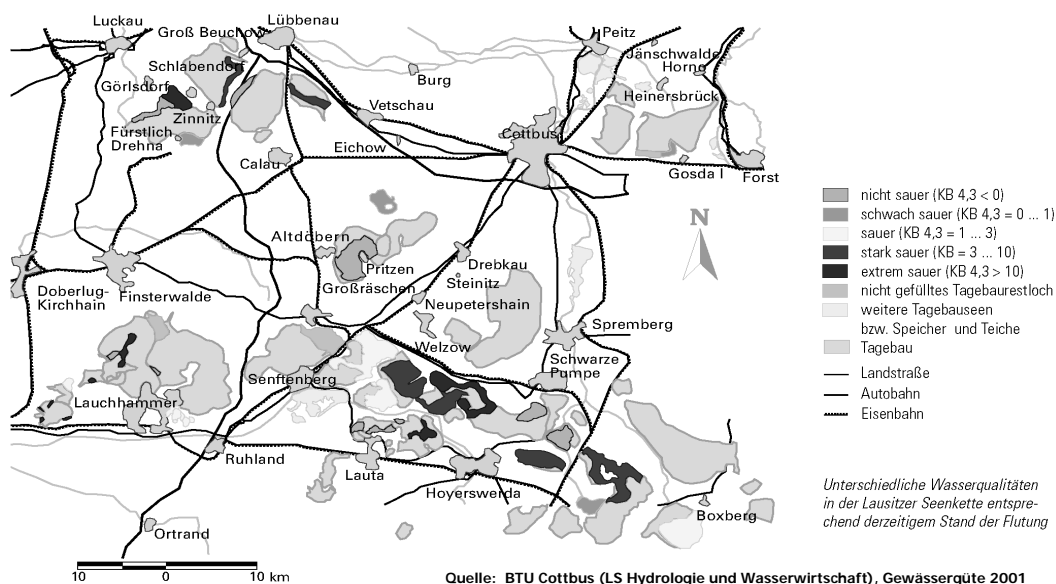 Luckau
Groß Beuchow
Lübbenau
Peitz
Jänschwalde
Horno
Schlabendorf
Burg
Görlsdorf
Heinersbrück
Zinnitz
Vetschau
Fürstlich
Drehna
Cottbus
Eichow
Calau
Gosda I
Forst
Altdöbern
Pritzen
Drebkau
Steinitz
Großräschen
Neupetershain
Doberlug-
Kirchhain
Finsterwalde
Spremberg
Welzow
Schwarze
Pumpe
Senftenberg
Lauchhammer
Ruhland
Lauta
Hoyerswerda
Boxberg
Ortrand
N
nicht sauer (KB 4,3 < 0)
schwach sauer (KB 4,3 = 0 ... 1)
sauer (KB 4,3 = 1 ... 3)
stark sauer (KB = 3 ... 10)
extrem sauer (KB 4,3 > 10)
nicht gefülltes Tagebaurestloch
weitere Tagebauseen
bzw. Speicher und Teiche
Tagebau
Landstraße
Autobahn
Eisenbahn
Unterschiedliche Wasserqualitäten
in der Lausitzer Seenkette entspre-
chend derzeitigem Stand der Flutung
10 0 10 km
Quelle: BTU Cottbus (LS Hydrologie und Wasserwirtschaft), Gewässergüte 2001